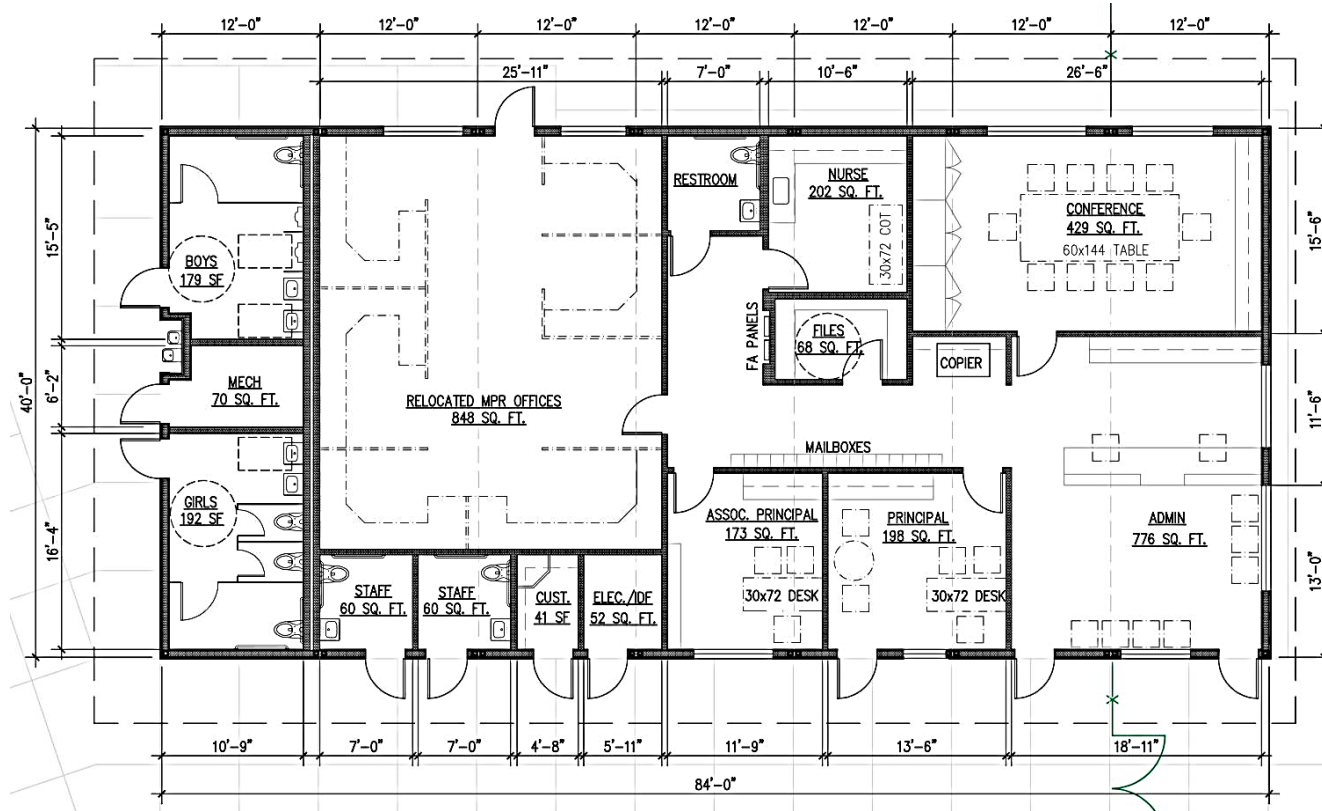 12'-0" 12'-0" 12'-0" 12'-0" 12'-0" 12'-0" 12'-0"
25'-11" 7'-0" 10'-6" 26'-6"
40'-0"
15'-5"
6'-2"
16'-4"
15'-6"
11'-6"
13'-0"
BOYS
179 SF
MECH
70 SQ. FT.
GIRLS
192 SF
RELOCATED MPR OFFICES
848 SQ. FT.
RESTROOM
NURSE
202 SQ. FT.
30x72 COT
CONFERENCE
429 SQ. FT.
60x144 TABLE
FA PANELS
FILES
68 SQ. FT.
COPIER
MAILBOXES
ASSOC. PRINCIPAL
173 SQ. FT.
30x72 DESK
PRINCIPAL
198 SQ. FT.
30x72 DESK
ADMIN
776 SQ. FT.
STAFF
60 SQ. FT.
STAFF
60 SQ. FT.
CUST.
41 SF
ELEC./IDF
52 SQ. FT.
10'-9" 7'-0" 7'-0" 4'-8" 5'-11" 11'-9" 13'-6" 18'-11"
84'-0"